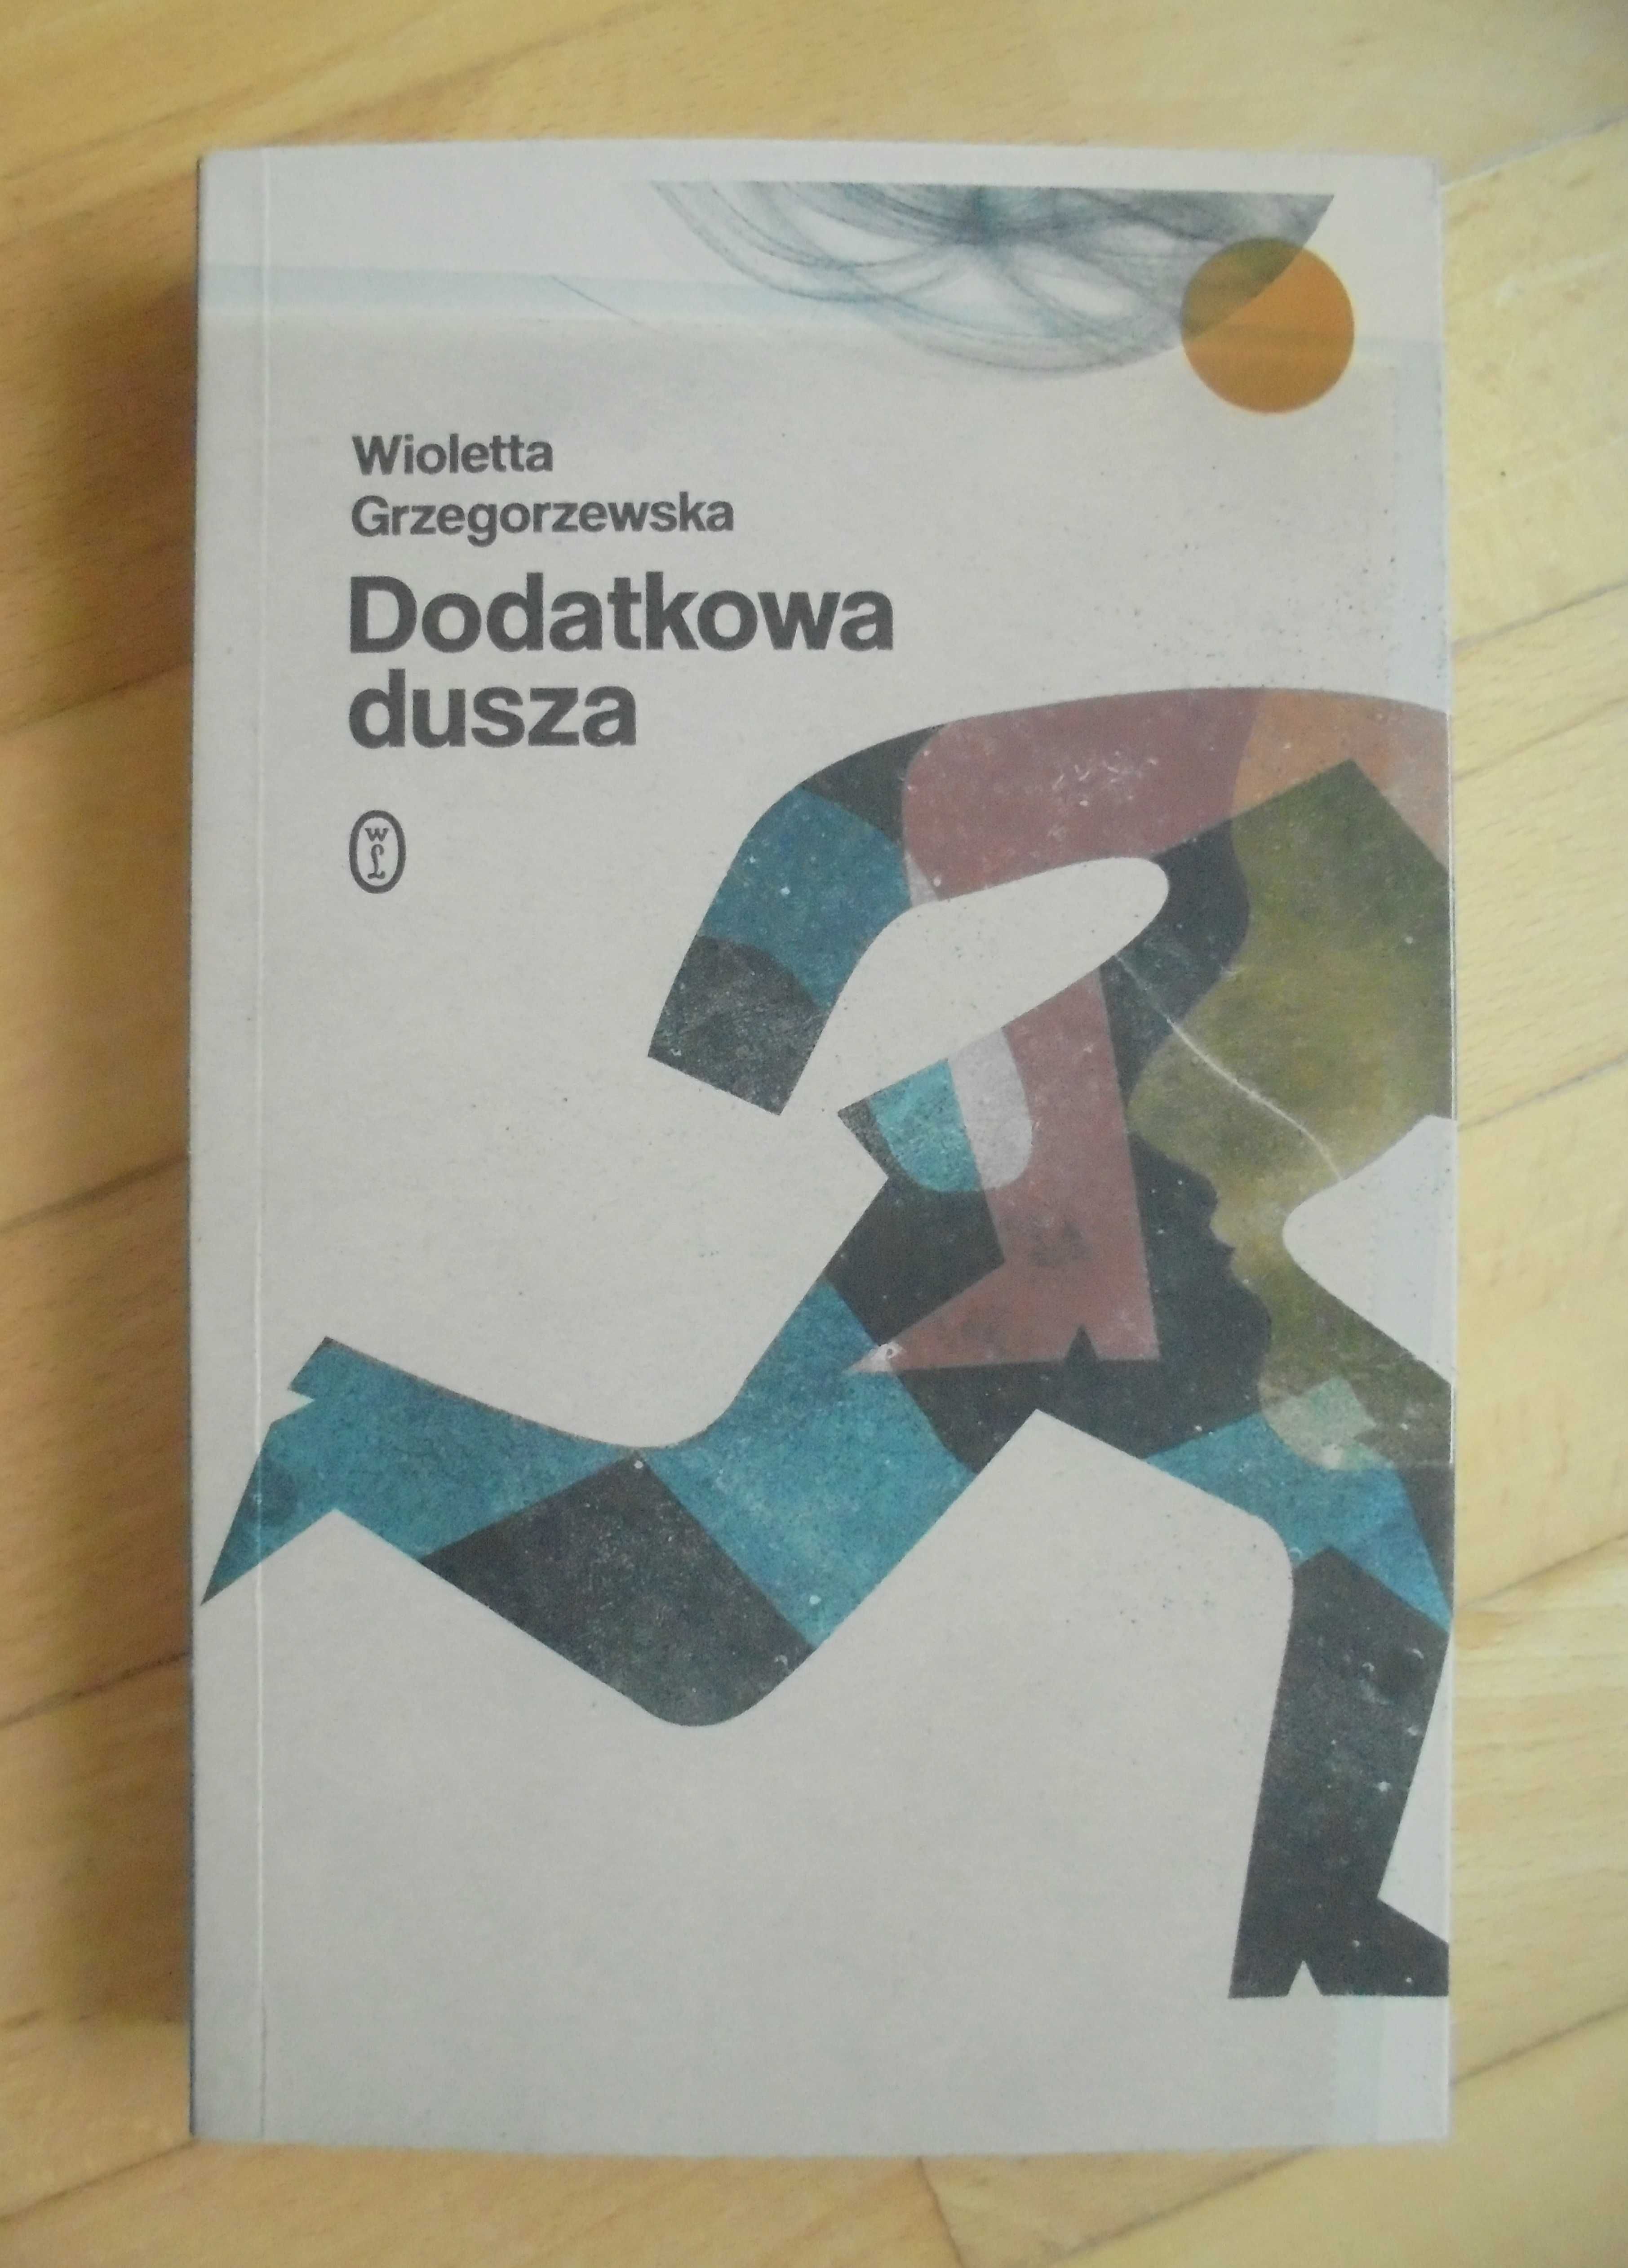 Wioletta
Grzegorzewska
Dodatkowa
dusza
W
L